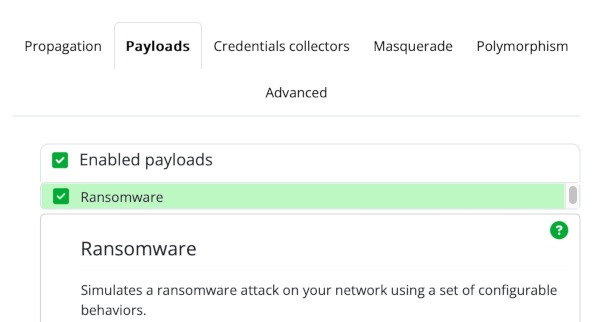 Propagation Payloads Credentials collectors Masquerade Polymorphism
Advanced
Enabled payloads
Ransomware
?
Ransomware
Simulates a ransomware attack on your network using a set of configurable
behaviors.